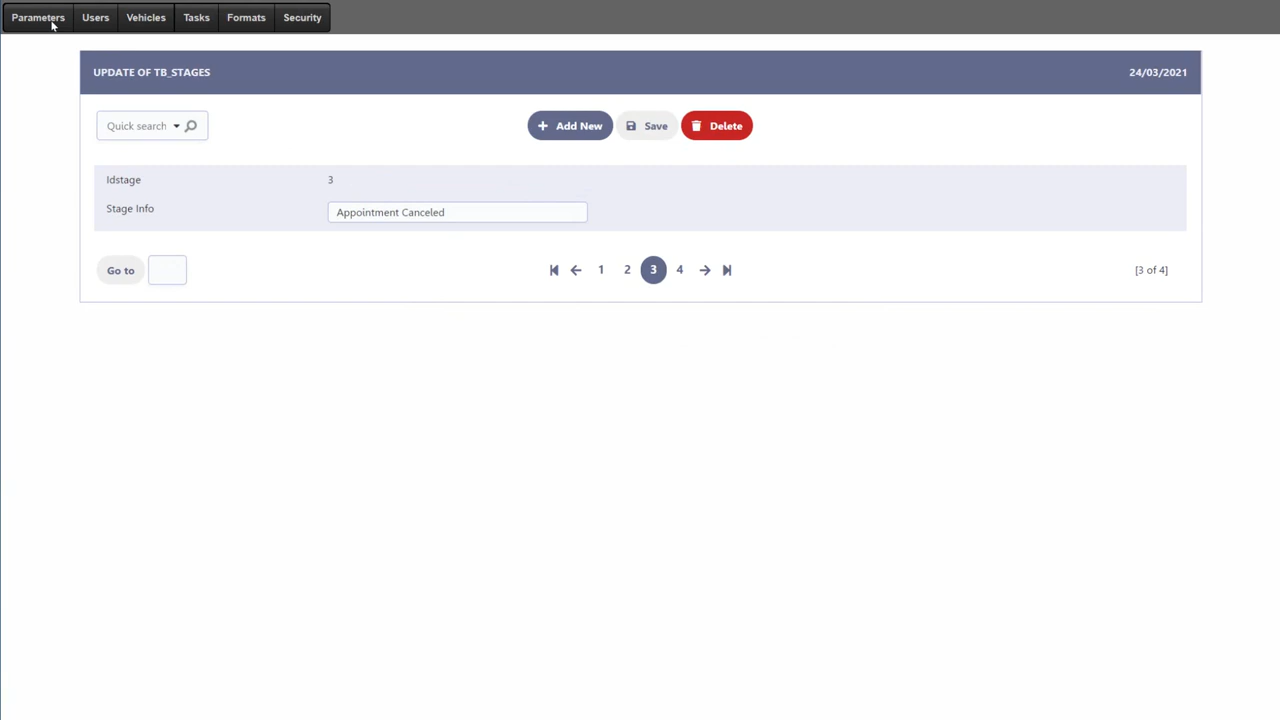 Parameters Users Vehicles Tasks Formats Security
UPDATE OF TB_STAGES 24/03/2021
Quick search Add New Save Delete
Idstage 3
Stage Info Appointment Canceled
Go to 1 2 3 4 [3 of 4]